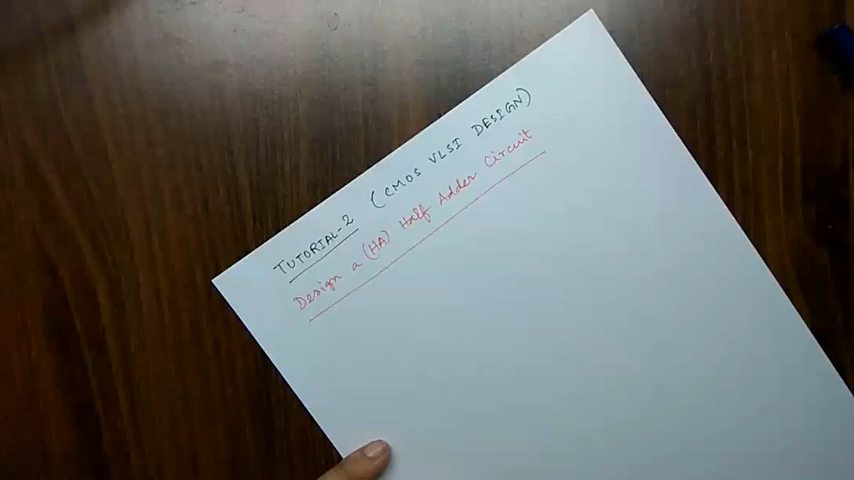 TUTORIAL-2 (CMOS VLSI DESIGN)
Design a (HA) Half Adder Circuit